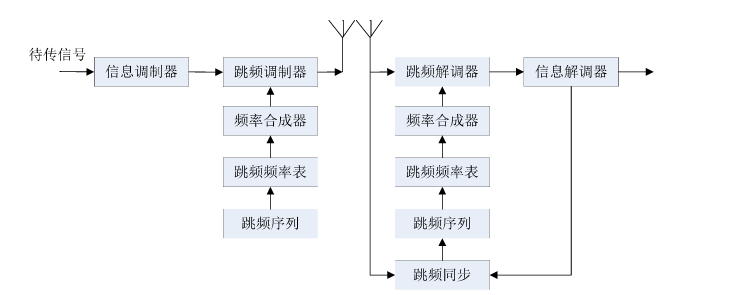 待传信号
信息调制器
跳频调制器
跳频解调器
信息解调器
频率合成器
频率合成器
跳频频率表
跳频频率表
跳频序列
跳频序列
跳频同步